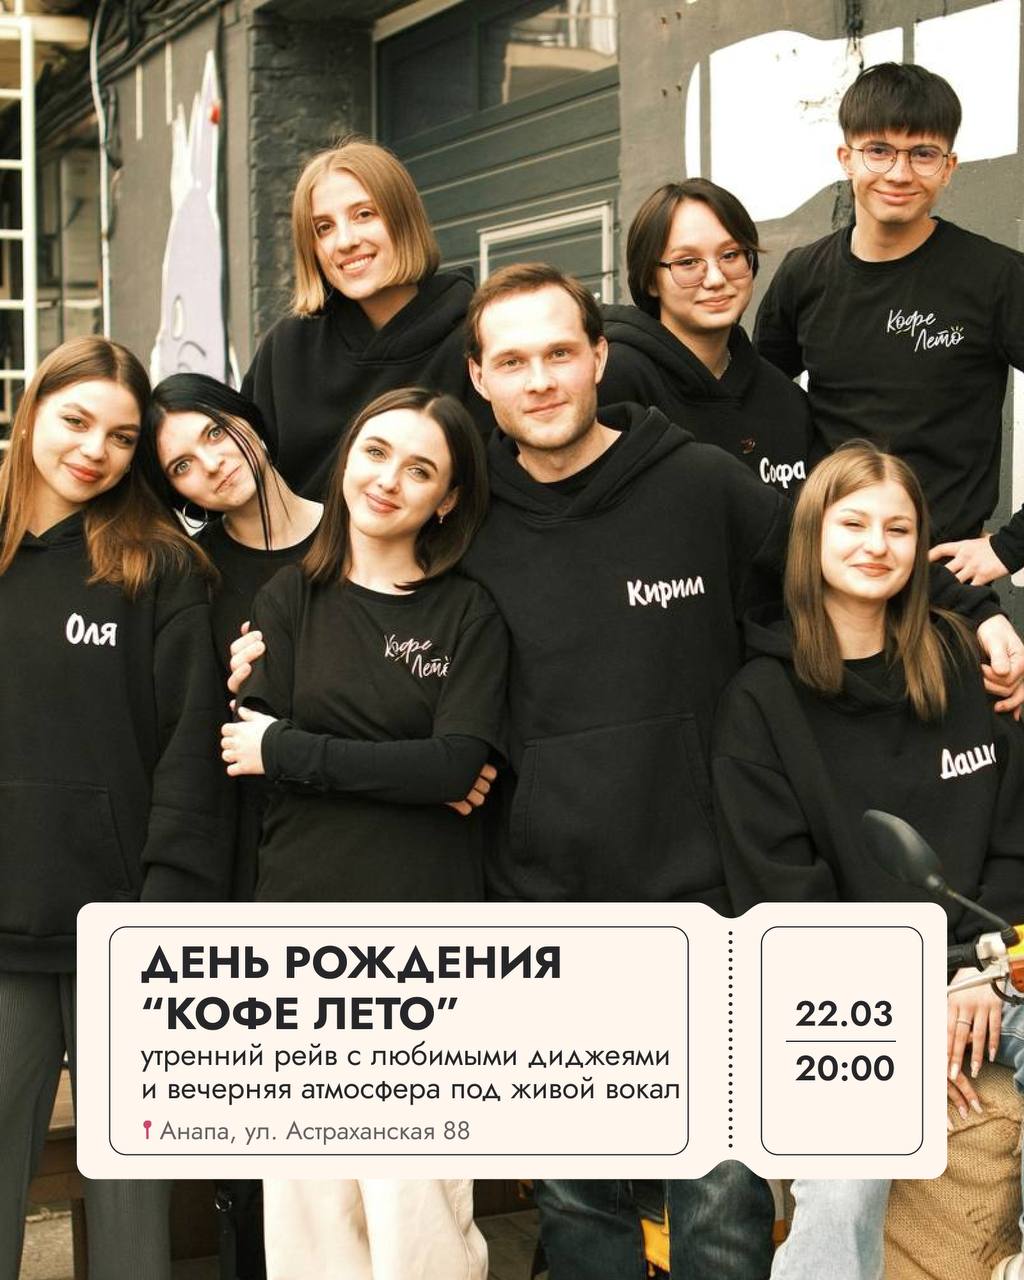 Кофе
Лето
Софа
Кирилл
Оля
Кофе
Лето
Даша
ДЕНЬ РОЖДЕНИЯ
“КОФЕ ЛЕТО”
утренний рейв с любимыми диджеями
и вечерняя атмосфера под живой вокал
Анапа, ул. Астраханская 88
22.03
20:00